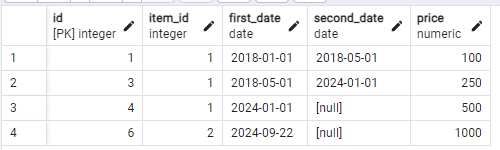 id item_id first_date second_date price
[PK] integer integer date date numeric
1 1 1 2018-01-01 2018-05-01 100
2 3 1 2018-05-01 2024-01-01 250
3 4 1 2024-01-01 [null] 500
4 6 2 2024-09-22 [null] 1000